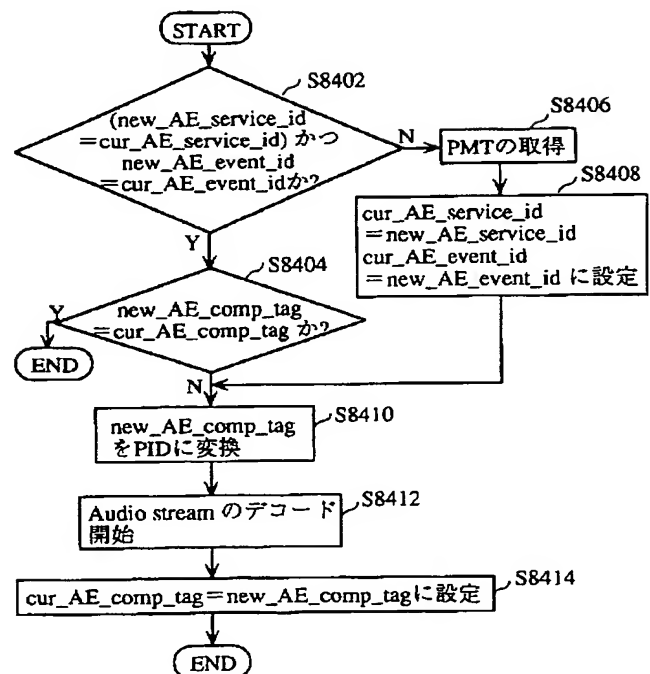 START
S8402
(new_AE_service_id
=cur_AE_service_id) かつ
new_AE_event_id
=cur_AE_event_idか?
N
S8406
PMTの取得
S8408
cur_AE_service_id
=new_AE_service_id
cur_AE_event_id
=new_AE_event_id に設定
Y
S8404
new_AE_comp_tag
=cur_AE_comp_tag か?
Y
END
N
S8410
new_AE_comp_tag
をPIDに変換
S8412
Audio stream のデコード
開始
S8414
cur_AE_comp_tag=new_AE_comp_tagに設定
END